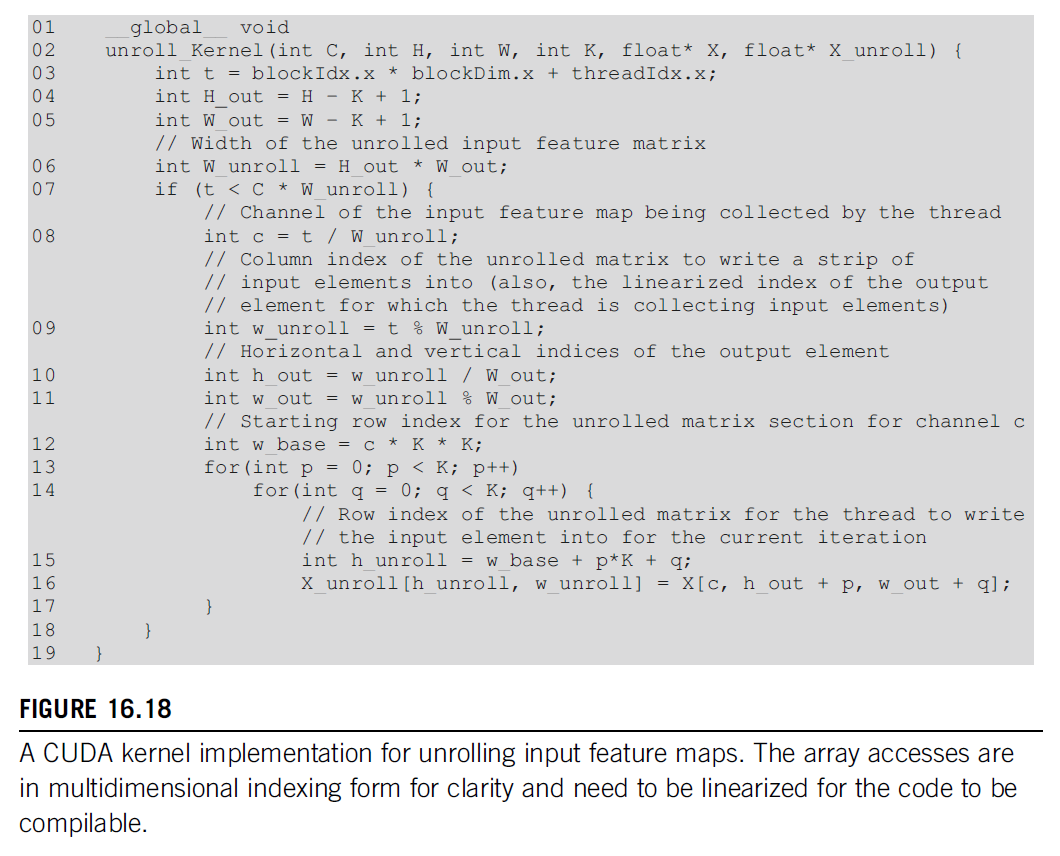 01 __global__ void
02 unroll_Kernel(int C, int H, int W, int K, float* X, float* X_unroll) {
03 int t = blockIdx.x * blockDim.x + threadIdx.x;
04 int H_out = H - K + 1;
05 int W_out = W - K + 1;
// Width of the unrolled input feature matrix
06 int W_unroll = H_out * W_out;
07 if (t < C * W_unroll) {
// Channel of the input feature map being collected by the thread
08 int c = t / W_unroll;
// Column index of the unrolled matrix to write a strip of
// input elements into (also, the linearized index of the output
// element for which the thread is collecting input elements)
09 int w_unroll = t % W_unroll;
// Horizontal and vertical indices of the output element
10 int h_out = w_unroll / W_out;
11 int w_out = w_unroll % W_out;
// Starting row index for the unrolled matrix section for channel c
12 int w_base = c * K * K;
13 for(int p = 0; p < K; p++)
14 for(int q = 0; q < K; q++) {
// Row index of the unrolled matrix for the thread to write
// the input element into for the current iteration
15 int h_unroll = w_base + p*K + q;
16 X_unroll[h_unroll, w_unroll] = X[c, h_out + p, w_out + q];
17 }
18 }
19 }
FIGURE 16.18
A CUDA kernel implementation for unrolling input feature maps. The array accesses are
in multidimensional indexing form for clarity and need to be linearized for the code to be
compilable.